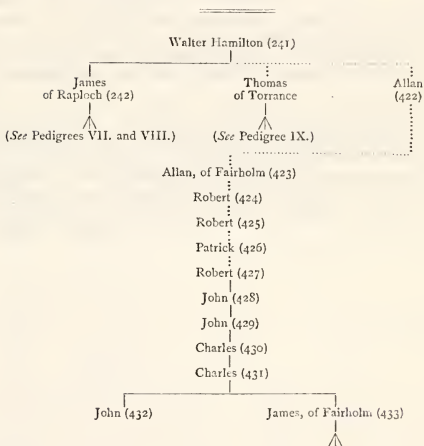 Walter Hamilton (241)
James
of Raploch (242)
Thomas
of Torrance
Allan
(422)
(See Pedigrees VII. and VIII.)
(See Pedigree IX.)
Allan, of Fairholm (423)
Robert (424)
Robert (425)
Patrick (426)
Robert (427)
John (428)
John (429)
Charles (430)
Charles (431)
John (432)
James, of Fairholm (433)